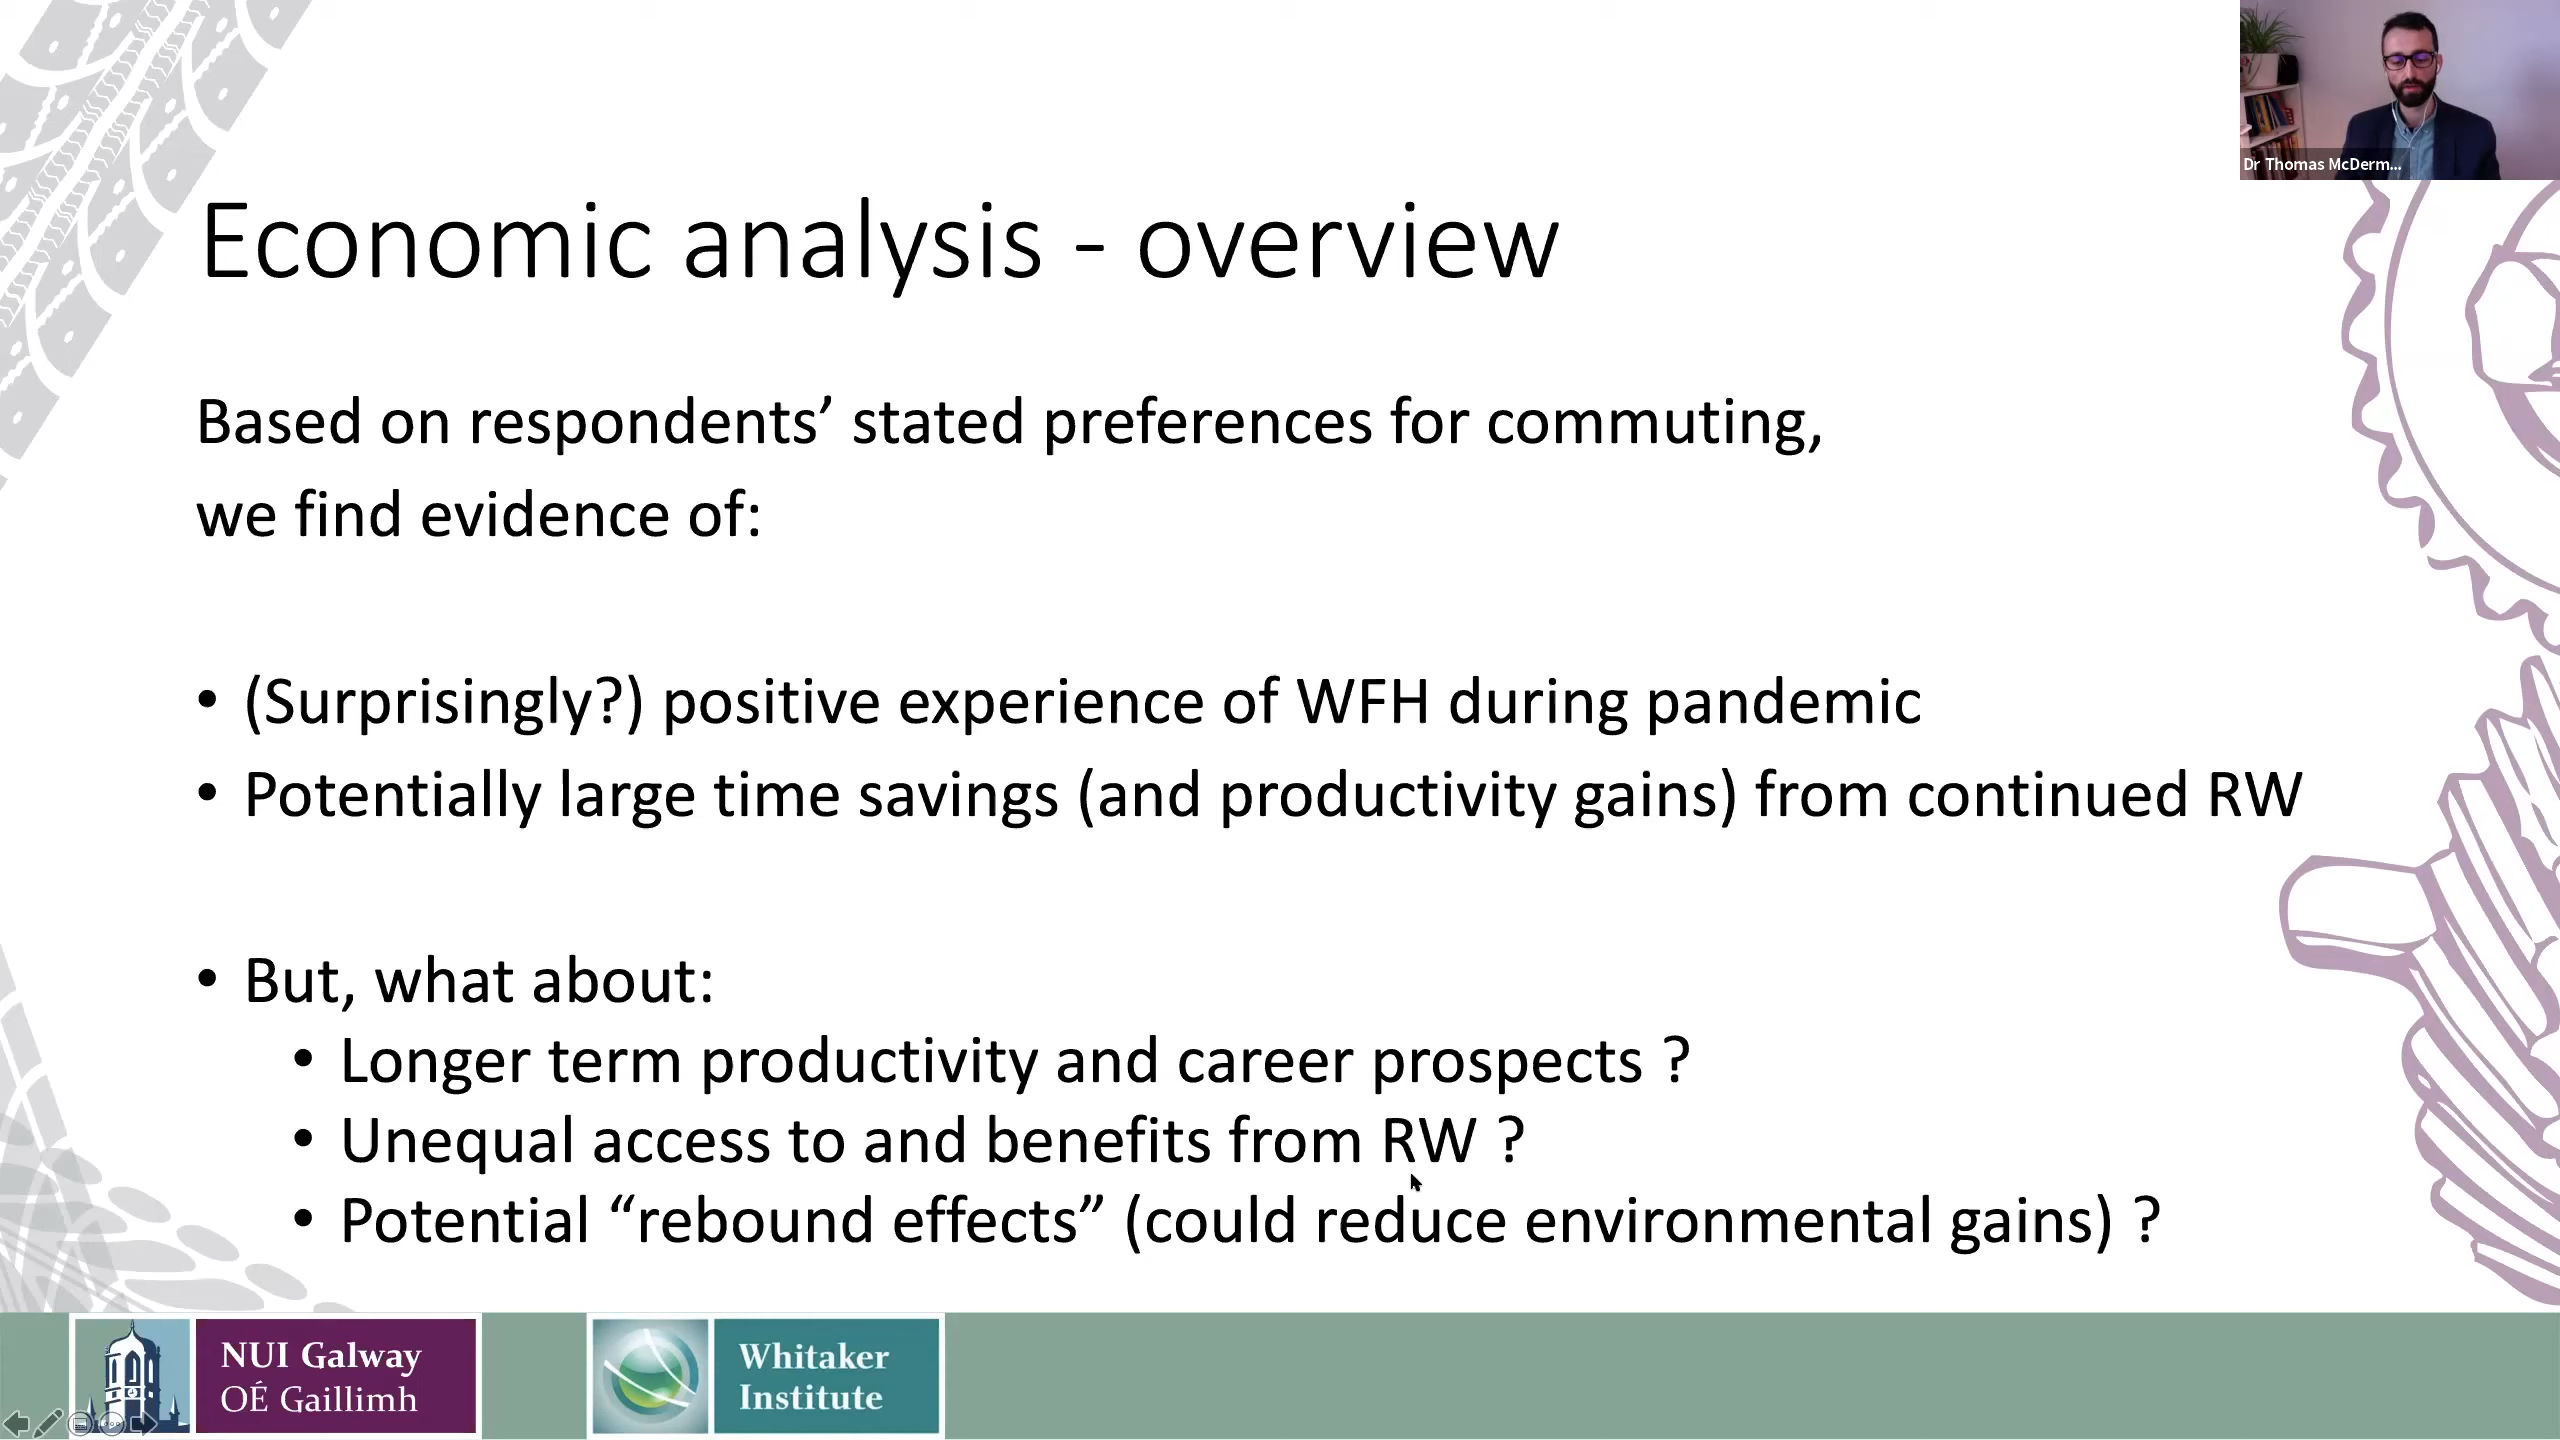 Dr Thomas McDerm...
Economic analysis - overview
Based on respondents’ stated preferences for commuting,
we find evidence of:
• (Surprisingly?) positive experience of WFH during pandemic
• Potentially large time savings (and productivity gains) from continued RW
• But, what about:
• Longer term productivity and career prospects ?
• Unequal access to and benefits from RW ?
• Potential “rebound effects” (could reduce environmental gains) ?
NUI Galway
OÉ Gaillimh
Whitaker
Institute